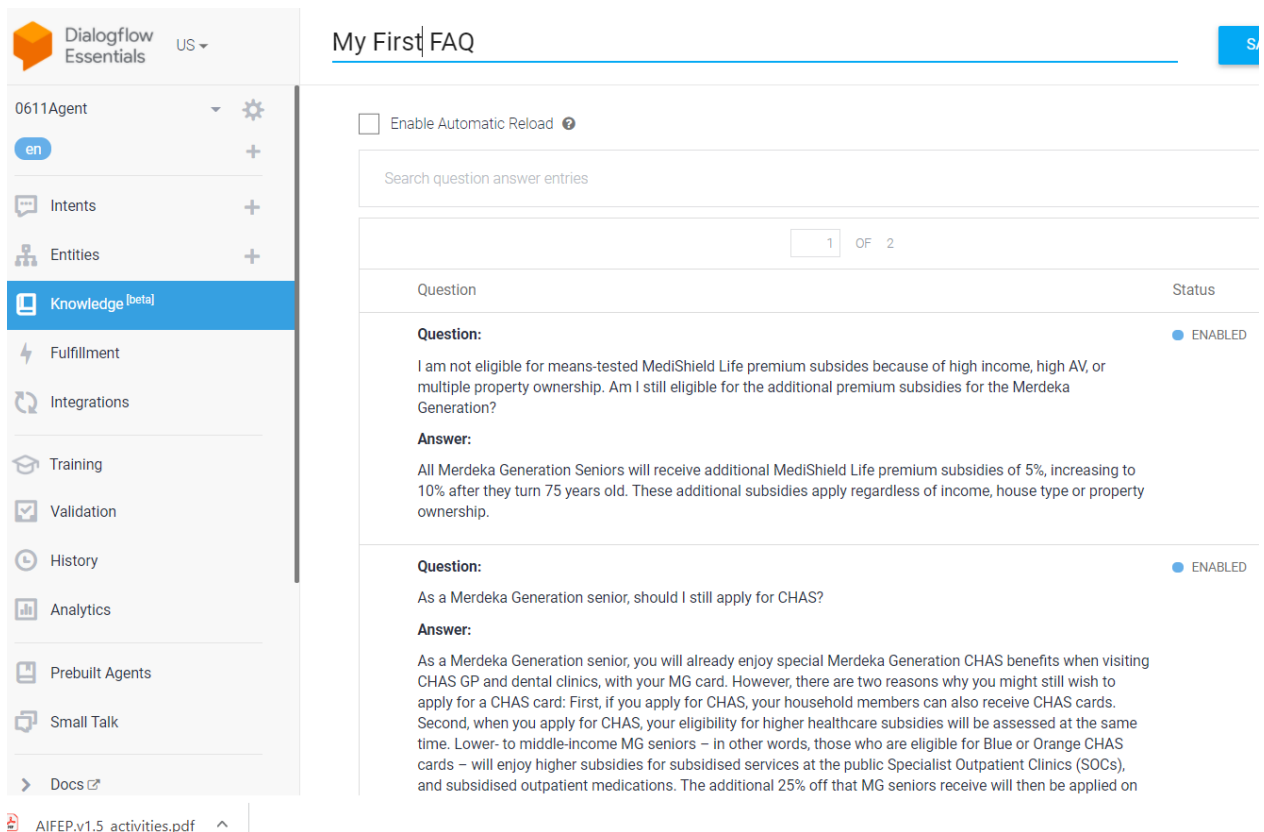 Dialogflow
Essentials
US
My First FAQ
0611Agent
en
Enable Automatic Reload
Search question answer entries
Intents
Entities
Knowledge [beta]
Fulfillment
Integrations
Training
Validation
History
Analytics
Prebuilt Agents
Small Talk
Docs
1 OF 2
Question Status
Question: ENABLED
I am not eligible for means-tested MediShield Life premium subsides because of high income, high AV, or
multiple property ownership. Am I still eligible for the additional premium subsidies for the Merdeka
Generation?
Answer:
All Merdeka Generation Seniors will receive additional MediShield Life premium subsidies of 5%, increasing to
10% after they turn 75 years old. These additional subsidies apply regardless of income, house type or property
ownership.
Question: ENABLED
As a Merdeka Generation senior, should I still apply for CHAS?
Answer:
As a Merdeka Generation senior, you will already enjoy special Merdeka Generation CHAS benefits when visiting
CHAS GP and dental clinics, with your MG card. However, there are two reasons why you might still wish to
apply for a CHAS card: First, if you apply for CHAS, your household members can also receive CHAS cards.
Second, when you apply for CHAS, your eligibility for higher healthcare subsidies will be assessed at the same
time. Lower- to middle-income MG seniors – in other words, those who are eligible for Blue or Orange CHAS
cards – will enjoy higher subsidies for subsidised services at the public Specialist Outpatient Clinics (SOCs),
and subsidised outpatient medications. The additional 25% off that MG seniors receive will then be applied on
AIFEP.v1.5 activities.pdf